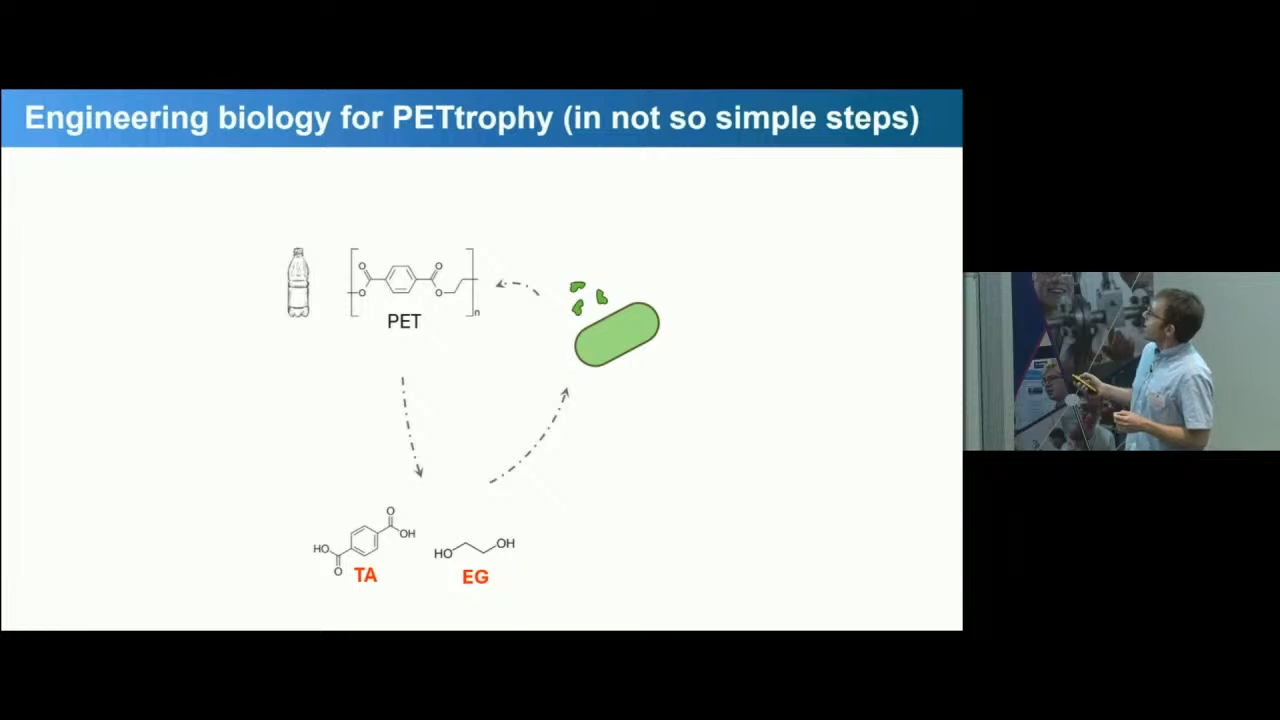 Engineering biology for PETtrophy (in not so simple steps)
O
O
O
O
n
PET
O
OH
HO
O
TA
OH
HO
EG